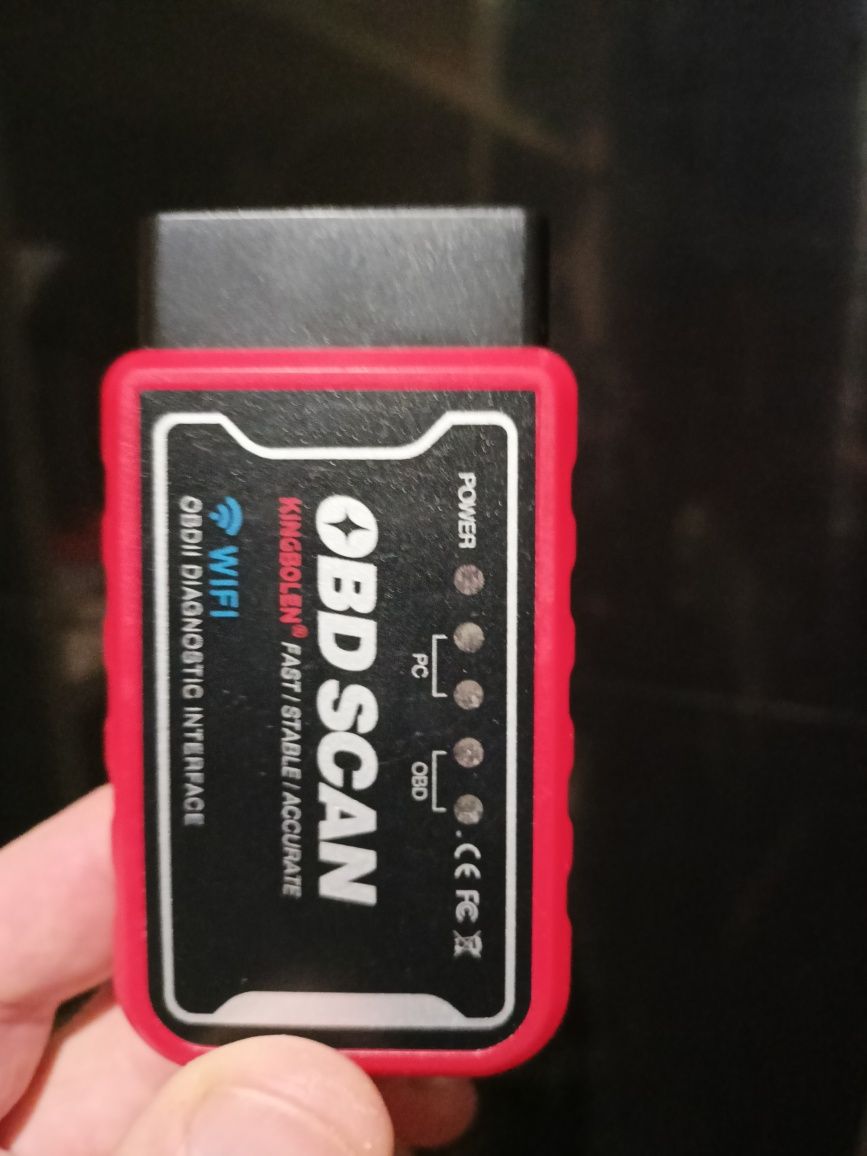 POWER
PC
OBD
CE FC
OBD SCAN
KINGBOLEN® FAST / STABLE / ACCURATE
WIFI
OBDII DIAGNOSTIC INTERFACE